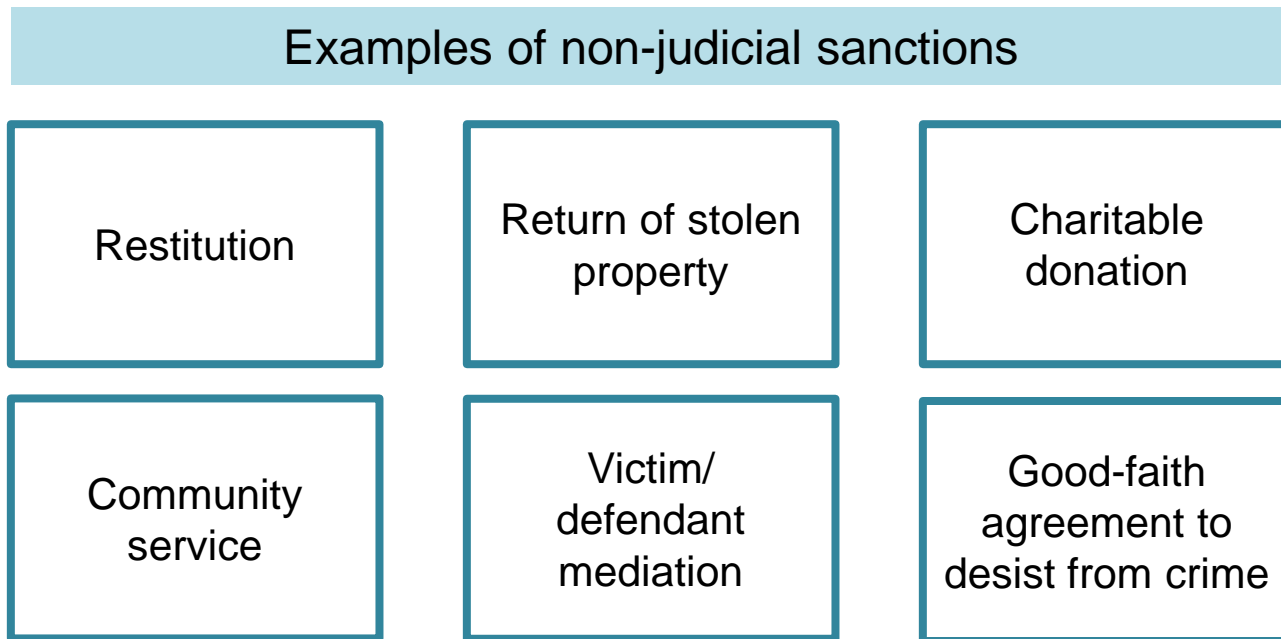 Examples of non-judicial sanctions
Restitution
Return of stolen
property
Charitable
donation
Community
service
Victim/
defendant
mediation
Good-faith
agreement to
desist from crime